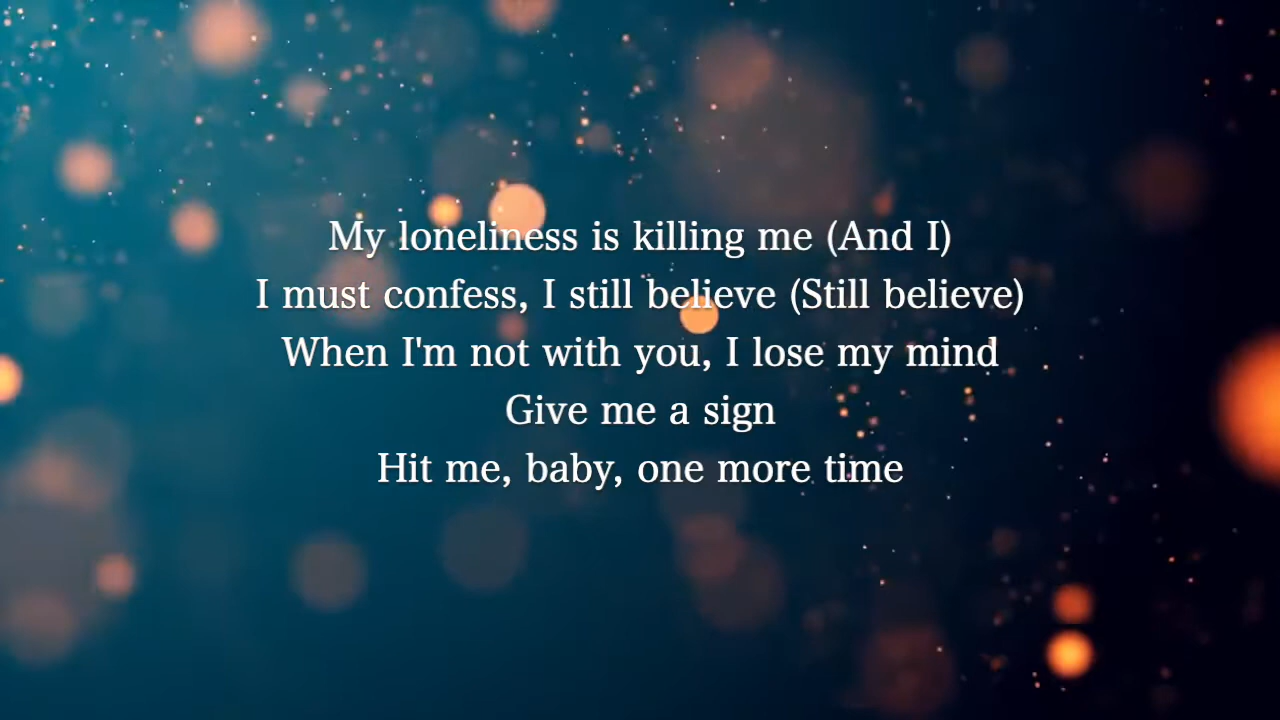 My loneliness is killing me (And I)
I must confess, I still believe (Still believe)
When I'm not with you, I lose my mind
Give me a sign
Hit me, baby, one more time